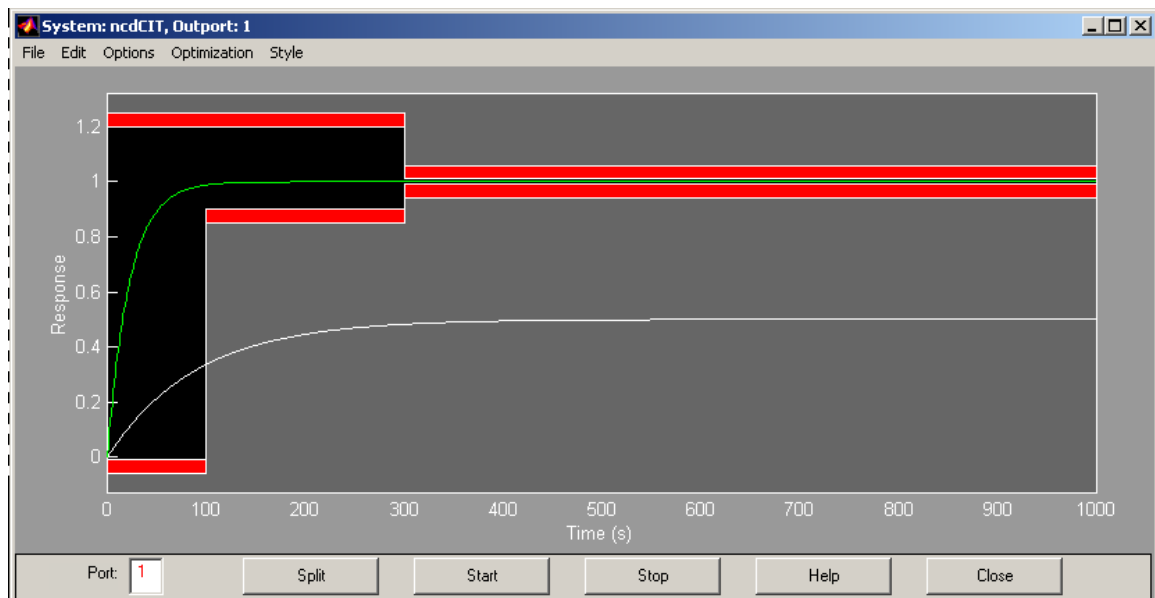 System: ncdCIT, Outport: 1
File Edit Options Optimization Style
1.2
1
0.8
0.6
0.4
0.2
0
Response
0 100 200 300 400 500 600 700 800 900 1000
Time (s)
Port: 1 Split Start Stop Help Close